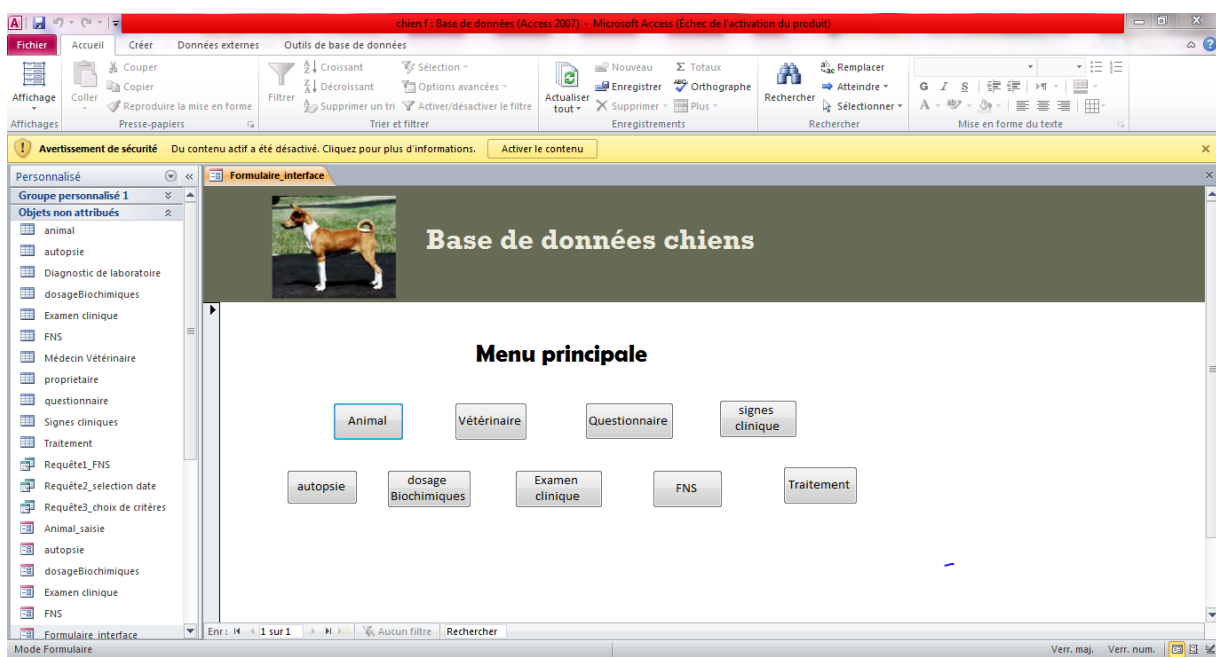 chien f : Base de données (Access 2007) - Microsoft Access (Échec de l'activation du produit)
Fichier Accueil Créer Données externes Outils de base de données
Affichage
Affichages
Coller
Couper
Copier
Reproduire la mise en forme
Presse-papiers
Filtrer
Croissant
Décroissant
Supprimer un tri
Sélection
Options avancées
Activer/désactiver le filtre
Trier et filtrer
Actualiser
tout
Nouveau
Enregistrer
Supprimer
Totaux
Orthographe
Plus
Enregistrements
Rechercher
Remplacer
Atteindre
Sélectionner
Rechercher
G I S
A
Mise en forme du texte
Avertissement de sécurité Du contenu actif a été désactivé. Cliquez pour plus d'informations. Activer le contenu
Personnalisé
Groupe personnalisé 1
Objets non attribués
animal
autopsie
Diagnostic de laboratoire
dosageBiochimiques
Examen clinique
FNS
Médecin Vétérinaire
proprietaire
questionnaire
Signes cliniques
Traitement
Requête1_FNS
Requête2_selection date
Requête3_choix de critères
Animal_saisie
autopsie
dosageBiochimiques
Examen clinique
FNS
Formulaire_interface
Formulaire_interface
Base de données chiens
Menu principale
Animal
Vétérinaire
Questionnaire
signes
clinique
autopsie
dosage
Biochimiques
Examen
clinique
FNS
Traitement
Enr : 1 sur 1 Aucun filtre Rechercher
Mode Formulaire Verr. maj. Verr. num.